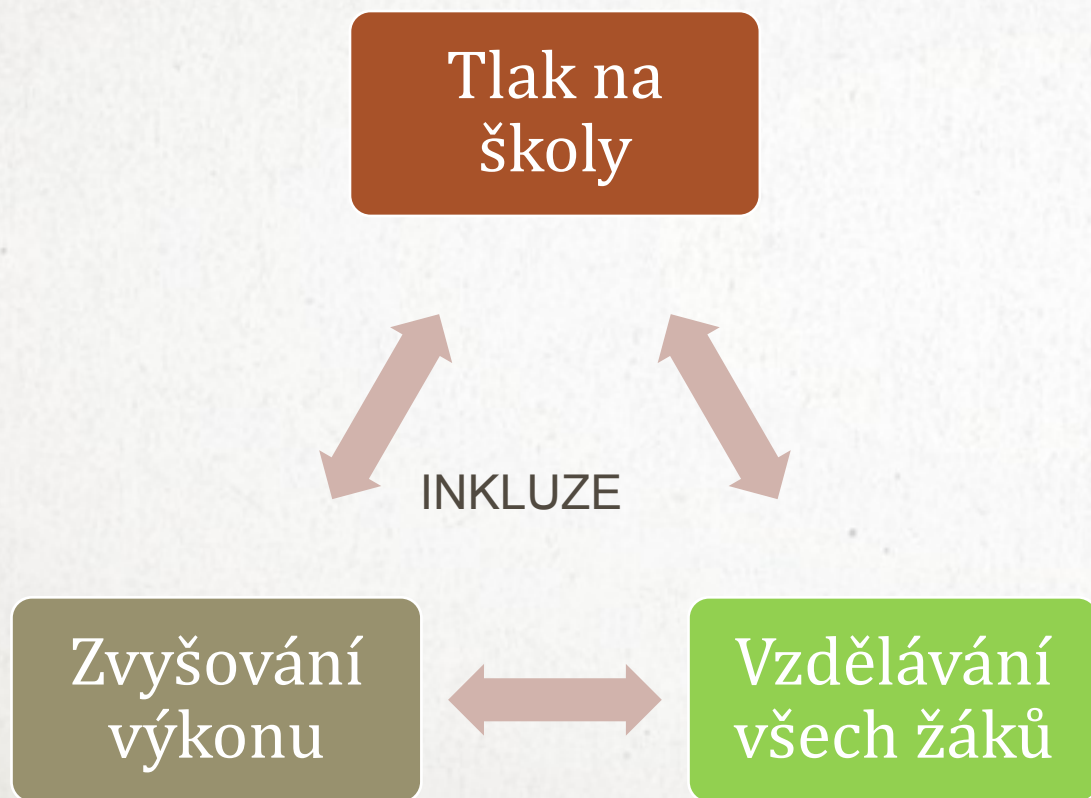 Tlak na
školy
INKLUZE
Zvyšování
výkonu
Vzdělávání
všech žáků